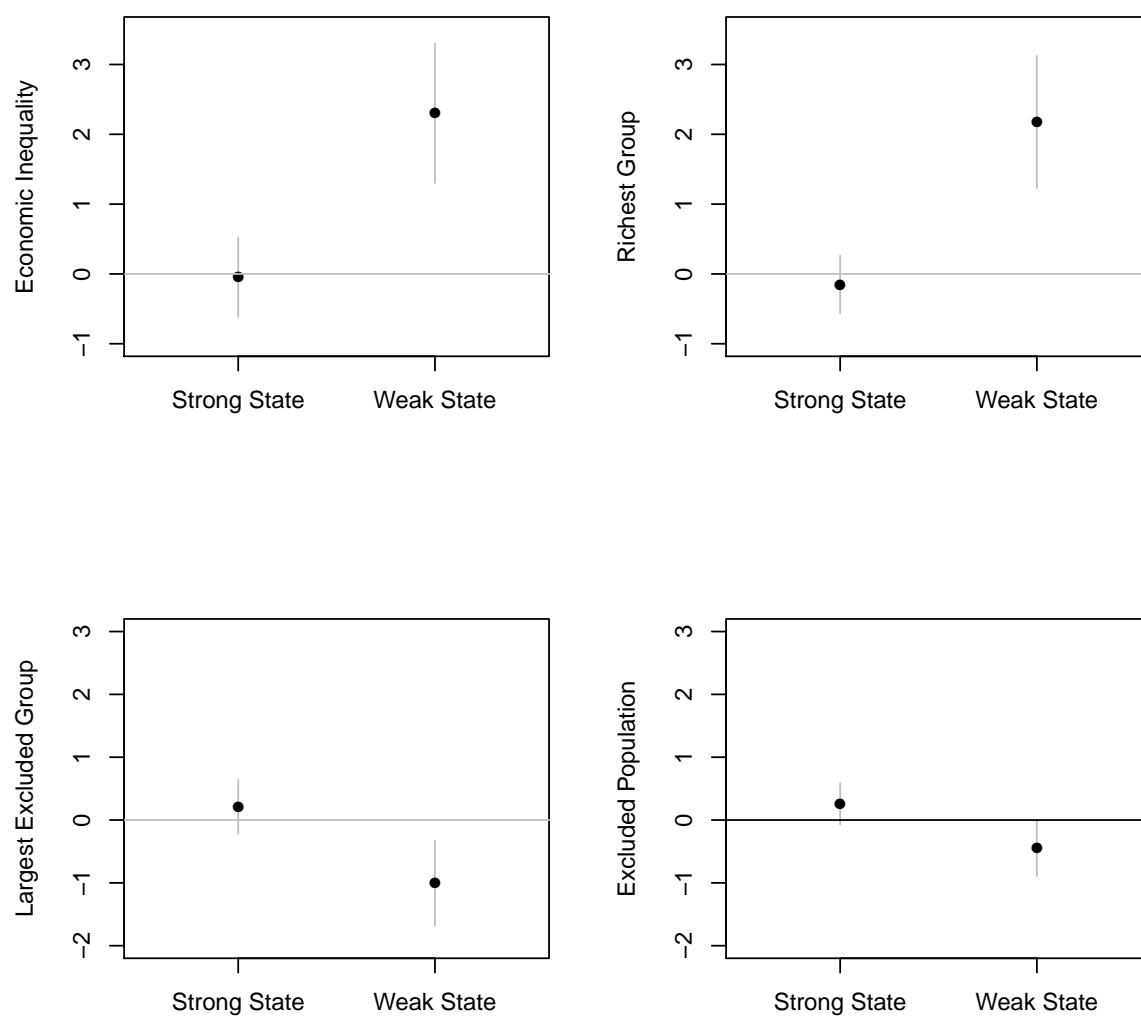 Economic Inequality
3
2
1
0
−1
Strong State Weak State
Richest Group
3
2
1
0
−1
Strong State Weak State
Largest Excluded Group
3
2
1
0
−1
−2
Strong State Weak State
Excluded Population
3
2
1
0
−1
−2
Strong State Weak State